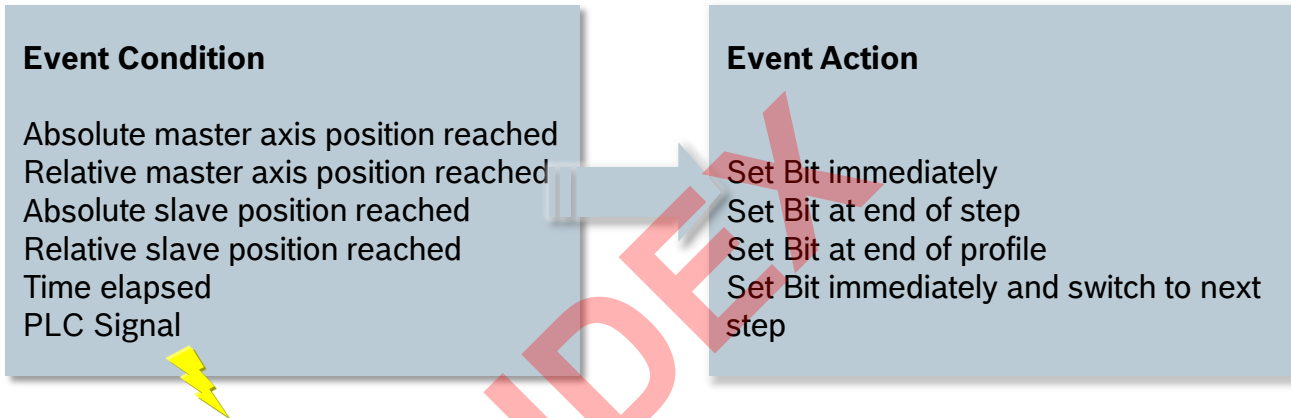 Event Condition
Absolute master axis position reached
Relative master axis position reached
Absolute slave position reached
Relative slave position reached
Time elapsed
PLC Signal
Event Action
Set Bit immediately
Set Bit at end of step
Set Bit at end of profile
Set Bit immediately and switch to next
step
NDEX